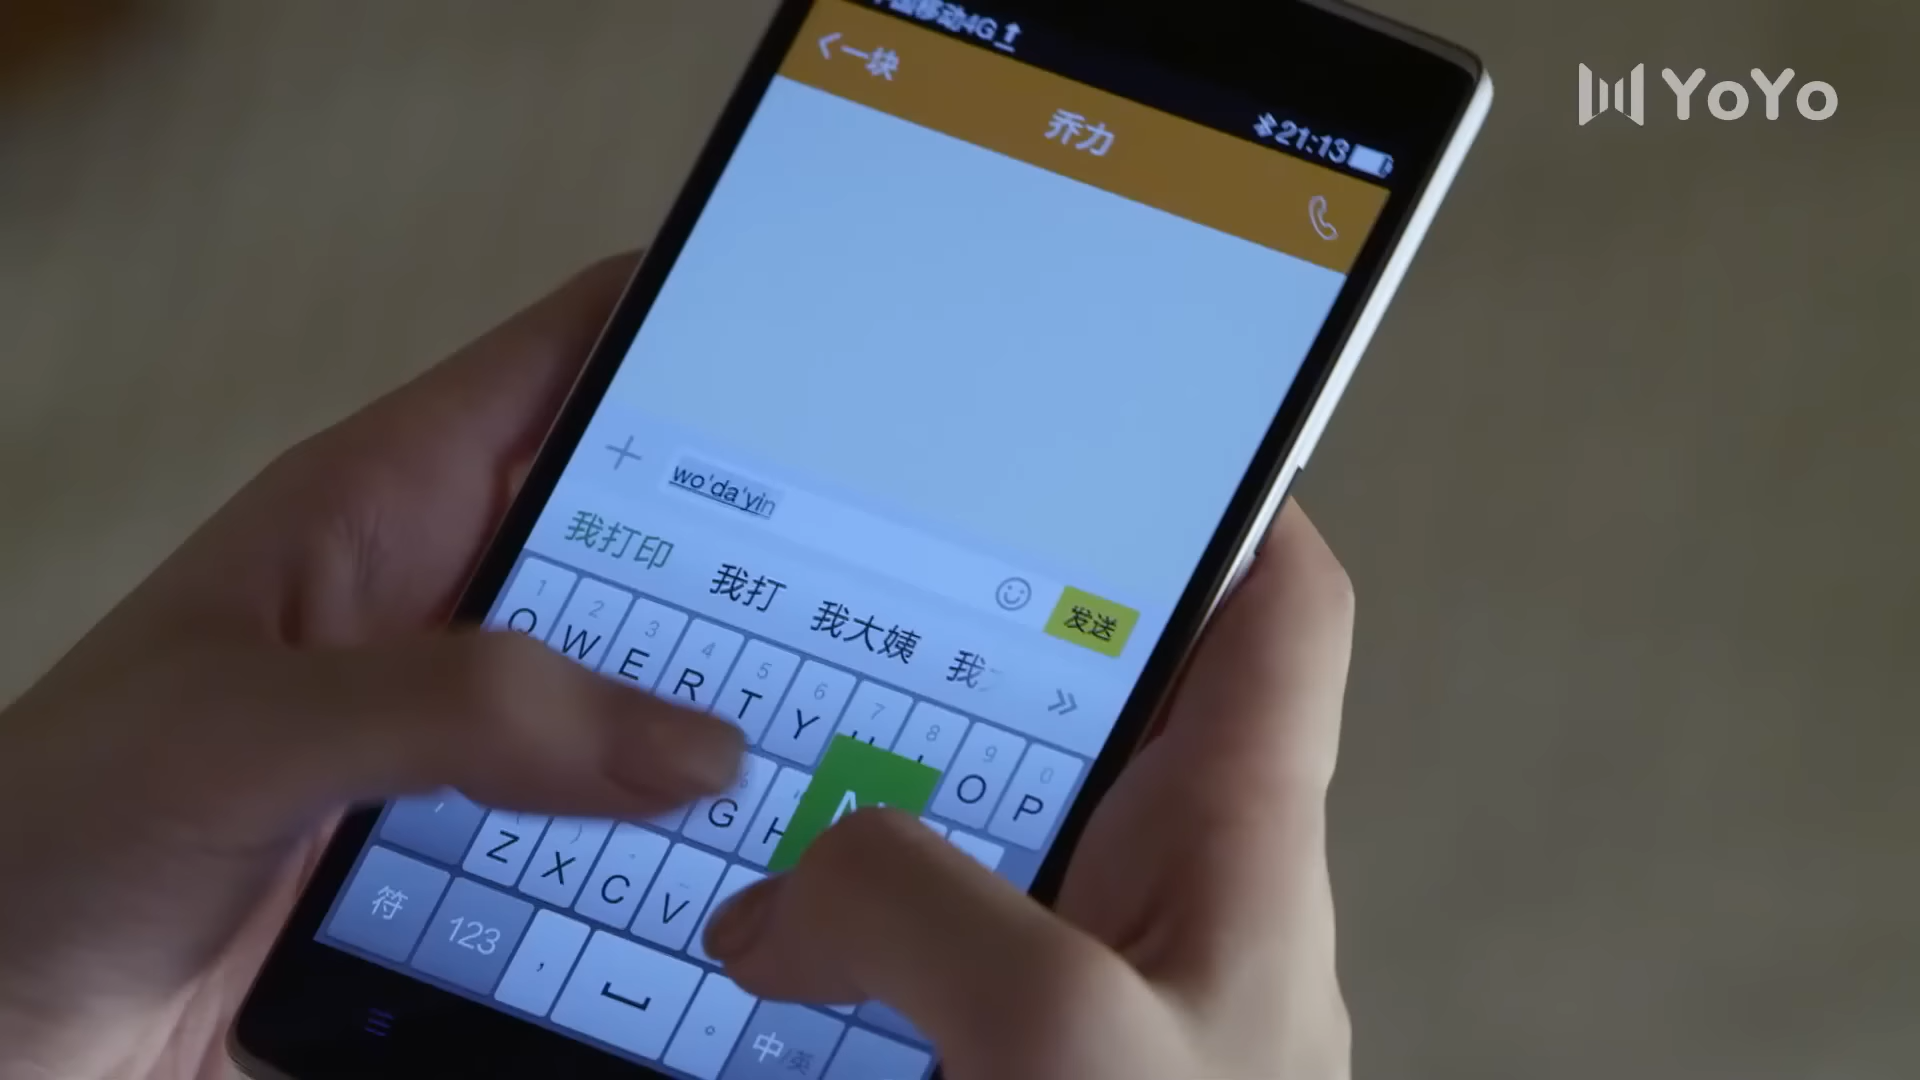 YoYo
中国移动4G
21:13
一块
乔力
wo'da'yin
发送
我打印 我打 我大姨 我
1 2 3 4 5 6 7 8 9 0
Q W E R T Y O P
G H
Z X C V
符 123 , 。 中/英